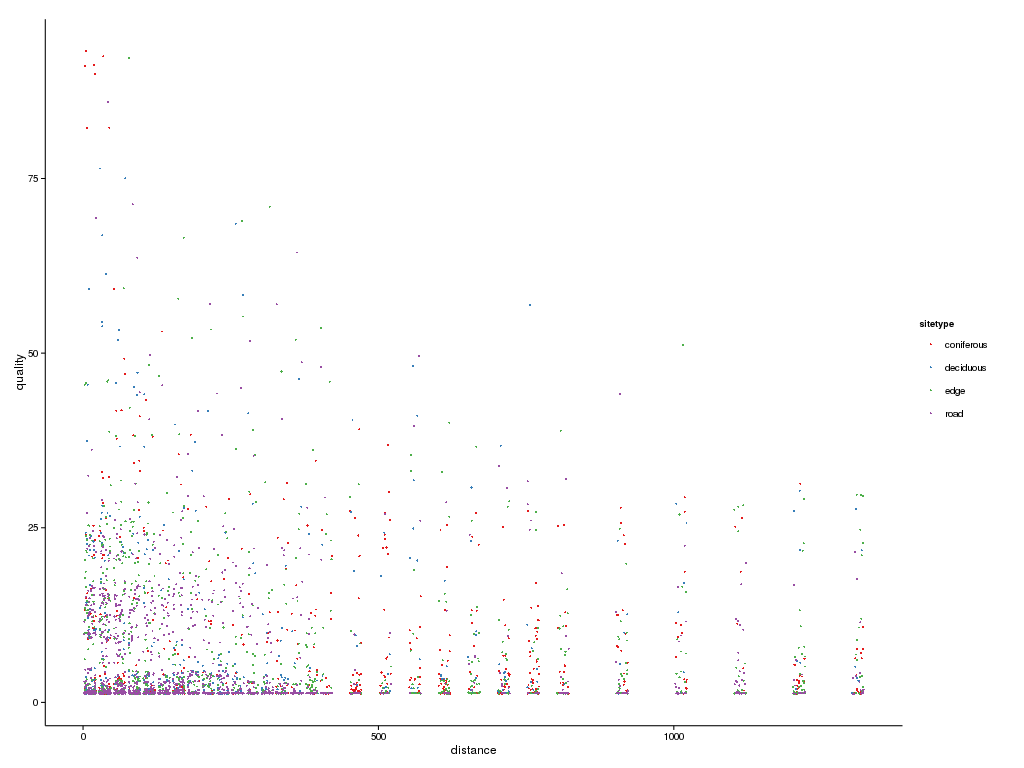 75
50
25
0
quality
0
500
1000
distance
sitetype
coniferous
deciduous
edge
road